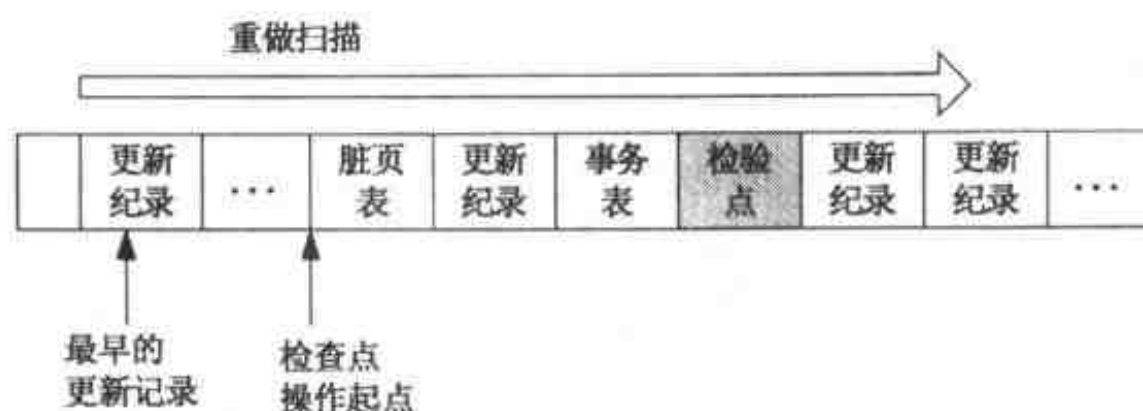 重做扫描
更新
纪录
...
脏页
表
更新
纪录
事务
表
检验
点
更新
纪录
更新
纪录
...
最早的
更新记录
检查点
操作起点